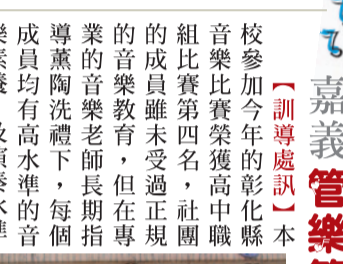 嘉義管樂
【訓導處訊】本
校參加今年的彰化縣
音樂比賽榮獲高中職
組比賽第四名，社團
的成員雖未受過正規
的音樂教育，但在專
業的音樂老師長期指
導薰陶洗禮下，每個
成員均有高水準的音